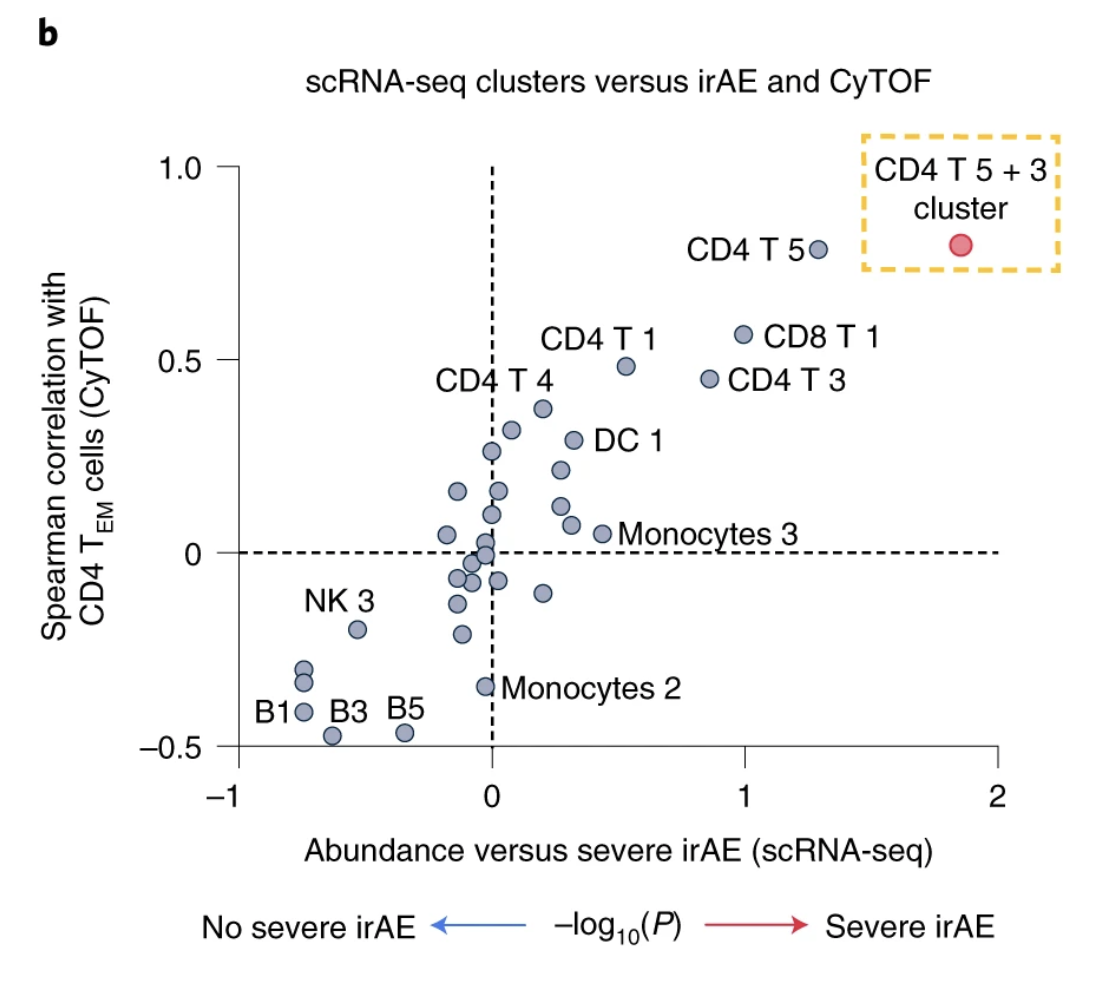 b
scRNA-seq clusters versus irAE and CyTOF
Spearman correlation with
CD4 T_EM cells (CyTOF)
1.0
0.5
0
–0.5
CD4 T 5 + 3
cluster
CD4 T 5
CD4 T 1
CD8 T 1
CD4 T 4
CD4 T 3
DC 1
Monocytes 3
NK 3
Monocytes 2
B1
B3
B5
–1
0
1
2
Abundance versus severe irAE (scRNA-seq)
No severe irAE
–log₁₀(P)
Severe irAE